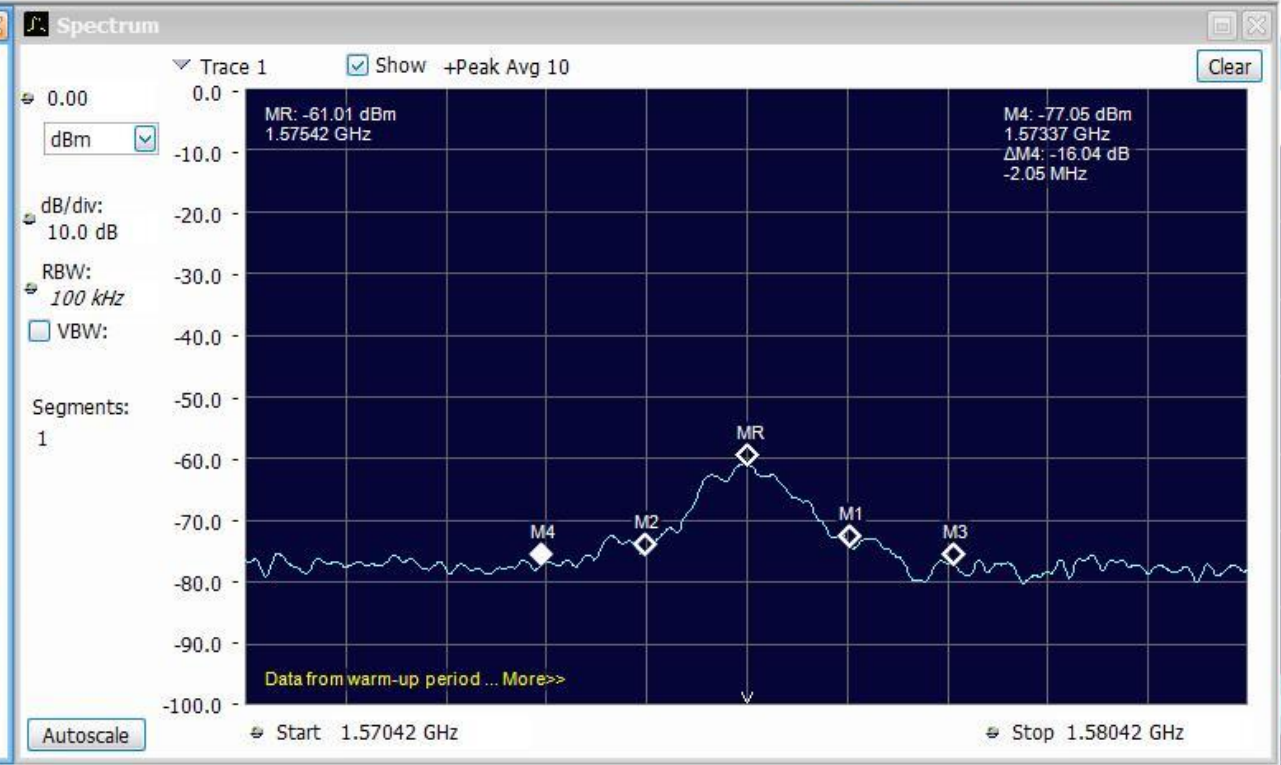 Spectrum
Trace 1 Show +Peak Avg 10 Clear
0.00
dBm
dB/div:
10.0 dB
RBW:
100 kHz
VBW:
Segments:
1
Autoscale
0.0
-10.0
-20.0
-30.0
-40.0
-50.0
-60.0
-70.0
-80.0
-90.0
-100.0
MR: -61.01 dBm
1.57542 GHz
M4: -77.05 dBm
1.57337 GHz
ΔM4: -16.04 dB
-2.05 MHz
MR
M4
M2
M1
M3
Data from warm-up period ... More>>
Start 1.57042 GHz
Stop 1.58042 GHz